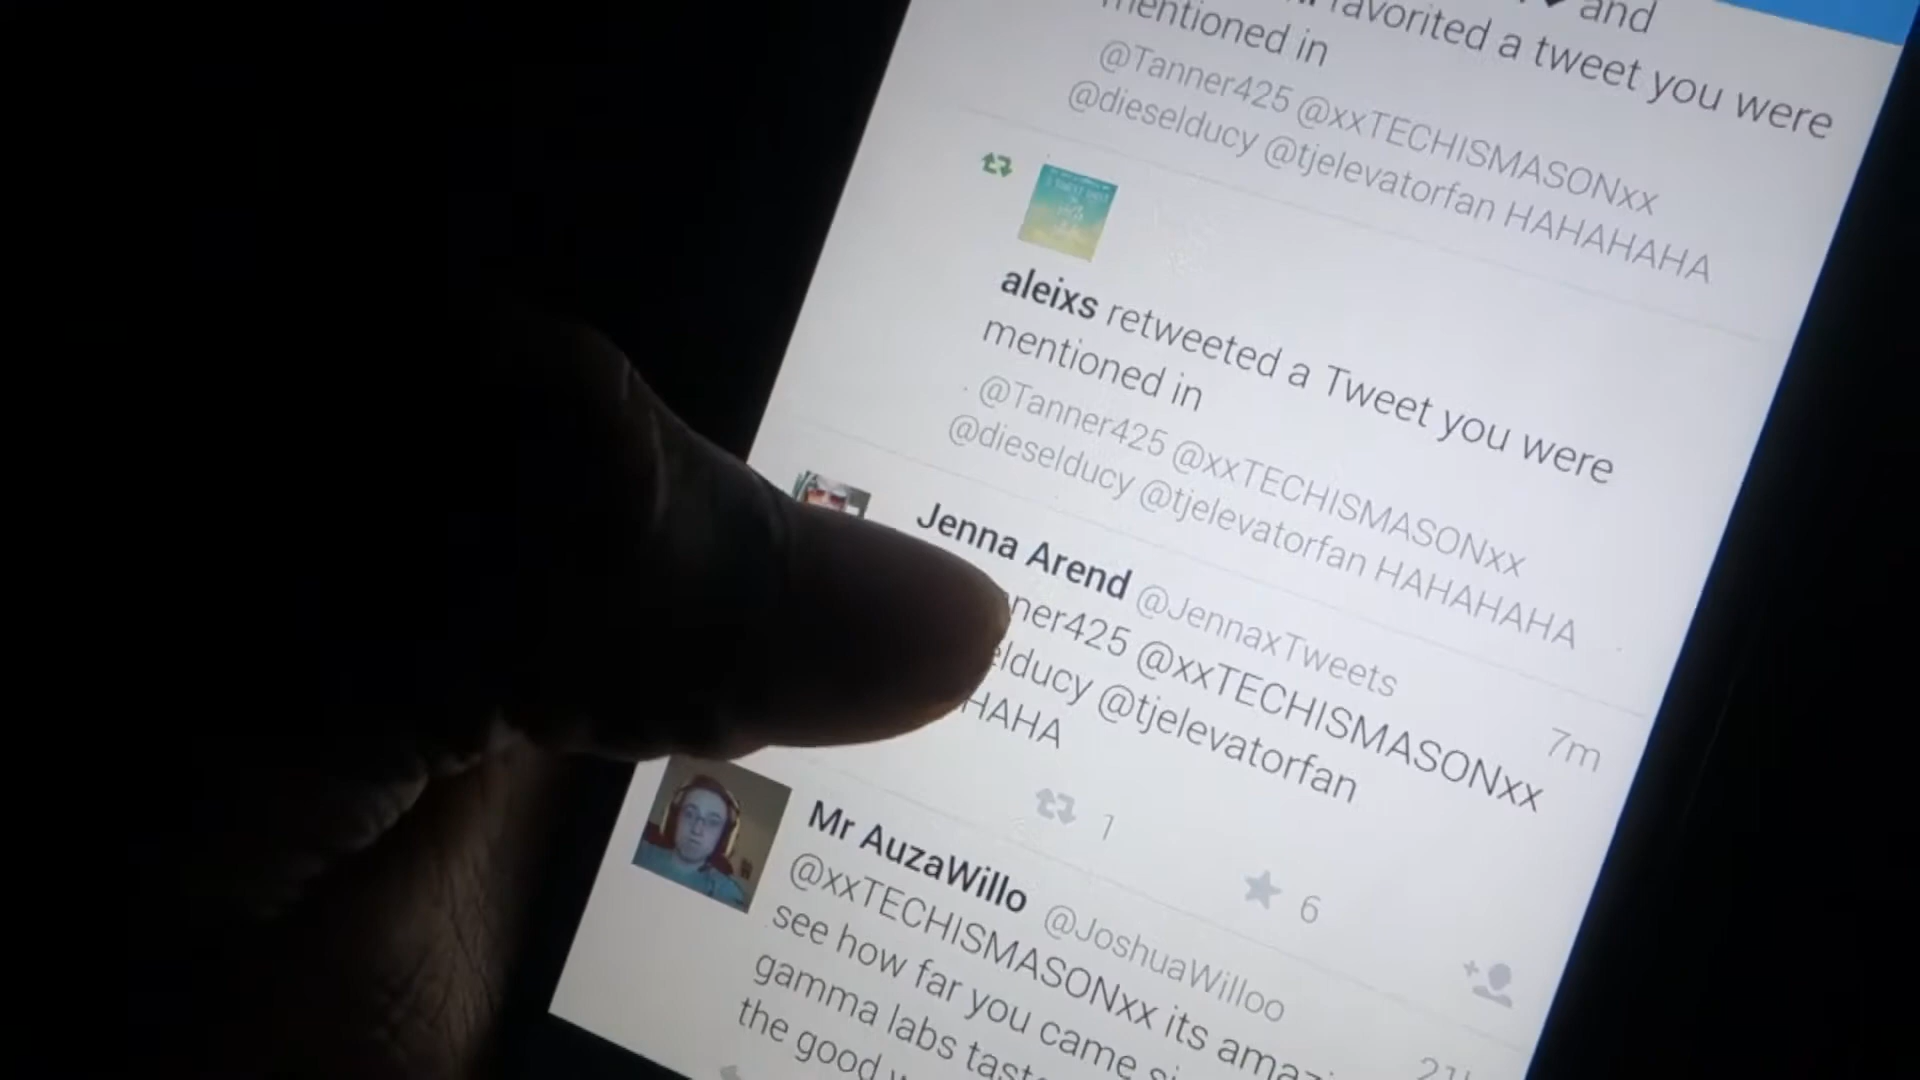 and
favorited a tweet you were
mentioned in
@Tanner425 @xxTECHISMASONxx
@dieselducy @tjelevatorfan HAHAHAHA
aleixs retweeted a Tweet you were
mentioned in
. @Tanner425 @xxTECHISMASONxx
@dieselducy @tjelevatorfan HAHAHAHA
Jenna Arend @JennaxTweets
7m
ner425 @xxTECHISMASONxx
elducy @tjelevatorfan
HAHA
1
6
Mr AuzaWillo @JoshuaWilloo
@xxTECHISMASONxx its
see how far you came
gamma labs
the good